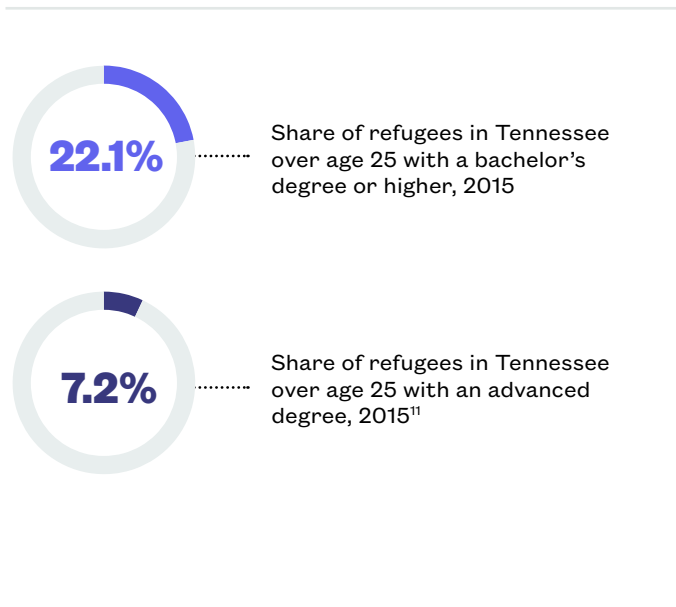 22.1%
Share of refugees in Tennessee
over age 25 with a bachelor’s
degree or higher, 2015
7.2%
Share of refugees in Tennessee
over age 25 with an advanced
degree, 2015¹¹